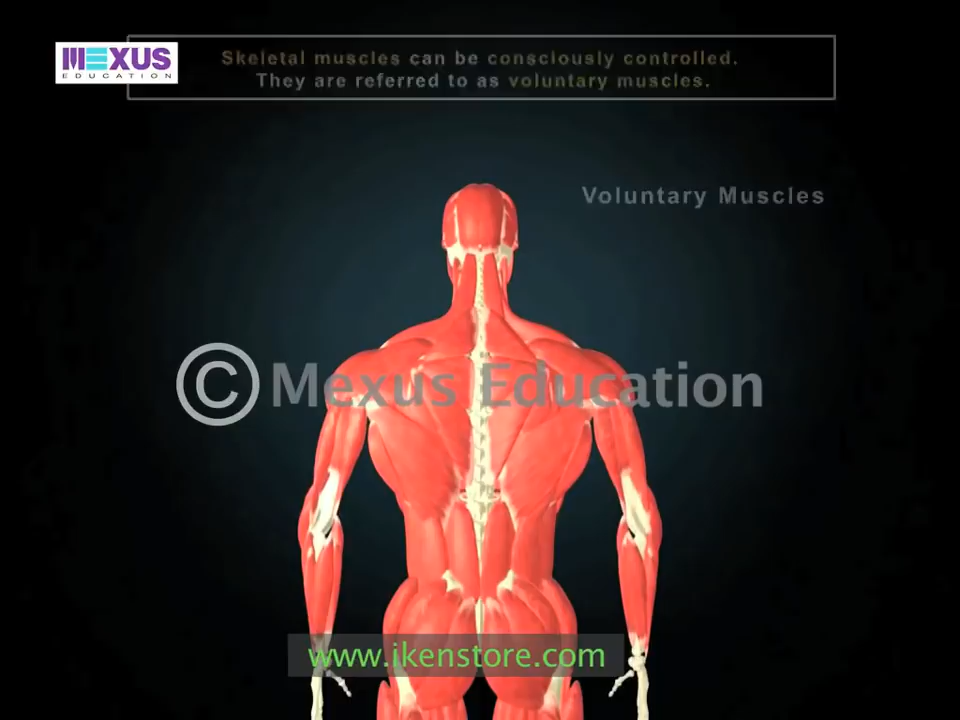 MEXUS
EDUCATION
Skeletal muscles can be consciously controlled.
They are referred to as voluntary muscles.
Voluntary Muscles
© Mexus Education
www.ikenstore.com